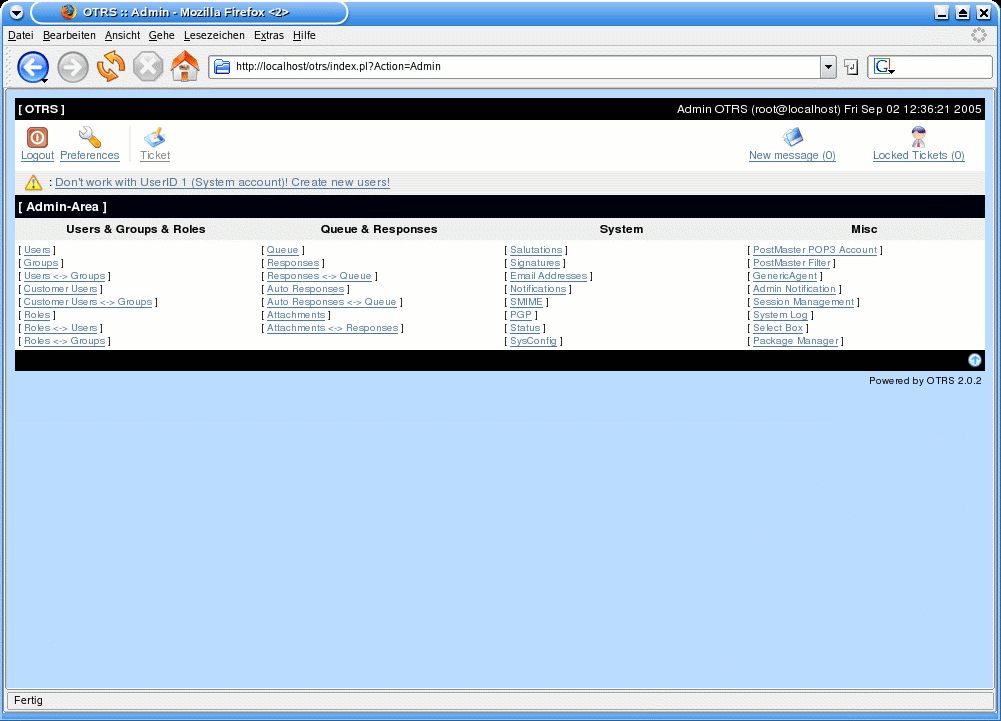 OTRS :: Admin - Mozilla Firefox <2>
Datei Bearbeiten Ansicht Gehe Lesezeichen Extras Hilfe
http://localhost/otrs/index.pl?Action=Admin
G
[ OTRS ] Admin OTRS (root@localhost) Fri Sep 02 12:36:21 2005
Logout Preferences Ticket New message (0) Locked Tickets (0)
: Don't work with UserID 1 (System account)! Create new users!
[ Admin-Area ]
Users & Groups & Roles Queue & Responses System Misc
[ Users ] [ Queue ] [ Salutations ] [ PostMaster POP3 Account ]
[ Groups ] [ Responses ] [ Signatures ] [ PostMaster Filter ]
[ Users <-> Groups ] [ Responses <-> Queue ] [ Email Addresses ] [ GenericAgent ]
[ Customer Users ] [ Auto Responses ] [ Notifications ] [ Admin Notification ]
[ Customer Users <-> Groups ] [ Auto Responses <-> Queue ] [ SMIME ] [ Session Management ]
[ Roles ] [ Attachments ] [ PGP ] [ System Log ]
[ Roles <-> Users ] [ Attachments <-> Responses ] [ Status ] [ Select Box ]
[ Roles <-> Groups ] [ SysConfig ] [ Package Manager ]
Powered by OTRS 2.0.2
Fertig